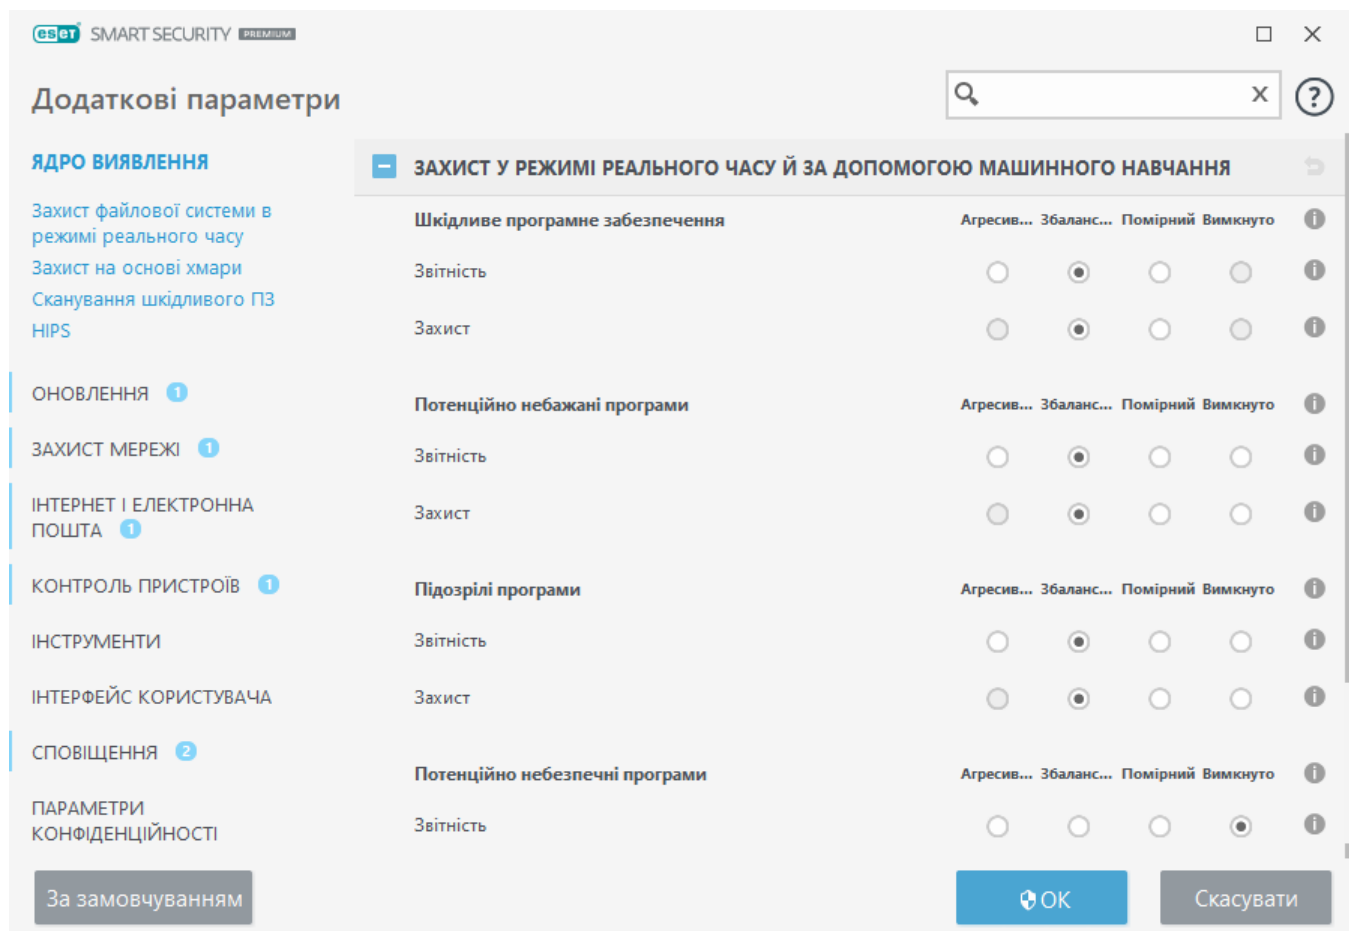 eset SMART SECURITY PREMIUM
Додаткові параметри
x
?
ЯДРО ВИЯВЛЕННЯ
Захист файлової системи в
режимі реального часу
Захист на основі хмари
Сканування шкідливого ПЗ
HIPS
ОНОВЛЕННЯ 1
ЗАХИСТ МЕРЕЖІ 1
ІНТЕРНЕТ І ЕЛЕКТРОННА
ПОШТА 1
КОНТРОЛЬ ПРИСТРОЇВ 1
ІНСТРУМЕНТИ
ІНТЕРФЕЙС КОРИСТУВАЧА
СПОВІЩЕННЯ 2
ПАРАМЕТРИ
КОНФІДЕНЦІЙНОСТІ
ЗАХИСТ У РЕЖИМІ РЕАЛЬНОГО ЧАСУ Й ЗА ДОПОМОГОЮ МАШИННОГО НАВЧАННЯ
Шкідливе програмне забезпечення Агресив... Збаланс... Помірний Вимкнуто
Звітність
Захист
Потенційно небажані програми Агресив... Збаланс... Помірний Вимкнуто
Звітність
Захист
Підозрілі програми Агресив... Збаланс... Помірний Вимкнуто
Звітність
Захист
Потенційно небезпечні програми Агресив... Збаланс... Помірний Вимкнуто
Звітність
За замовчуванням
OK
Скасувати